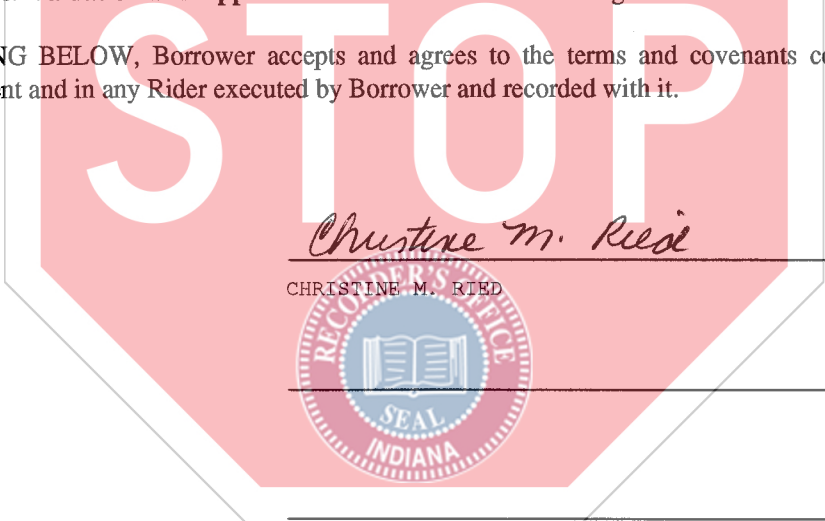 STOP
NG BELOW, Borrower accepts and agrees to the terms and covenants
nt and in any Rider executed by Borrower and recorded with it.
Christine M. Ried
CHRISTINE M. RIED
RECORDER'S OFFICE
SEAL
INDIANA